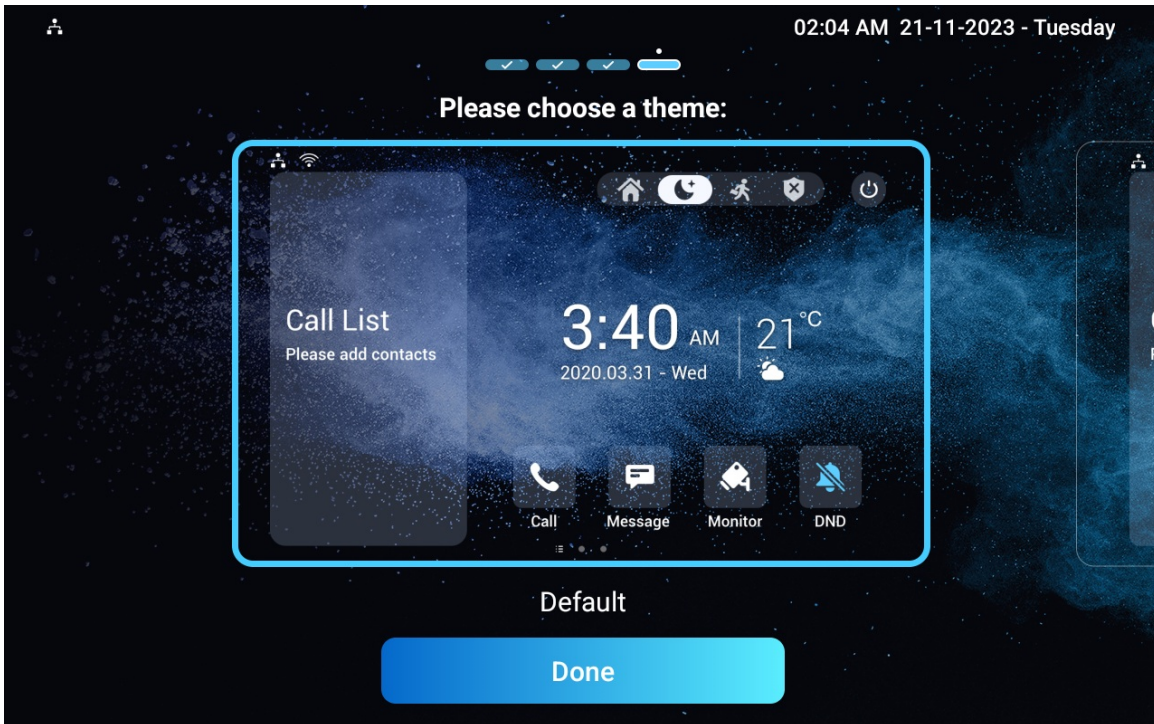 02:04 AM 21-11-2023 - Tuesday
Please choose a theme:
Call List
Please add contacts
3:40 AM
21°C
2020.03.31 - Wed
Call
Message
Monitor
DND
Default
Done